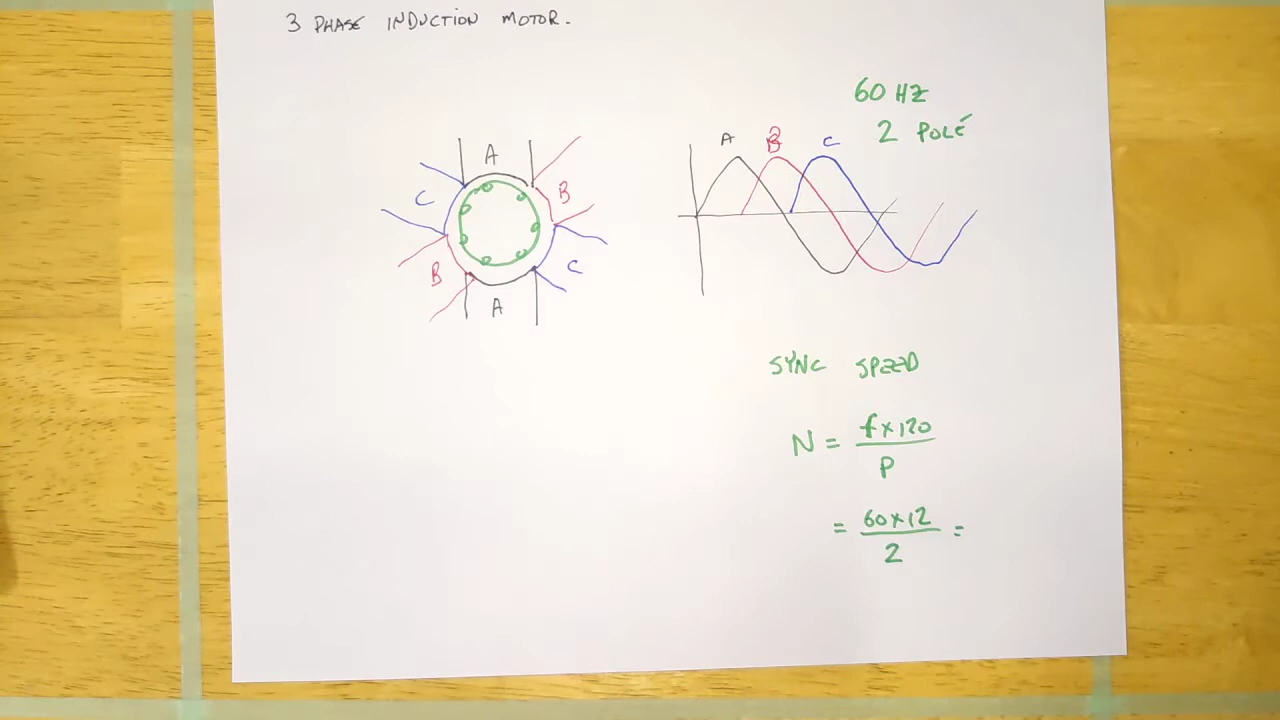 3 PHASE INDUCTION MOTOR.
60 HZ
2 POLE
A B C
A
C B
B C
A
SYNC SPEED
N = f×120
P
= 60×12 =
2